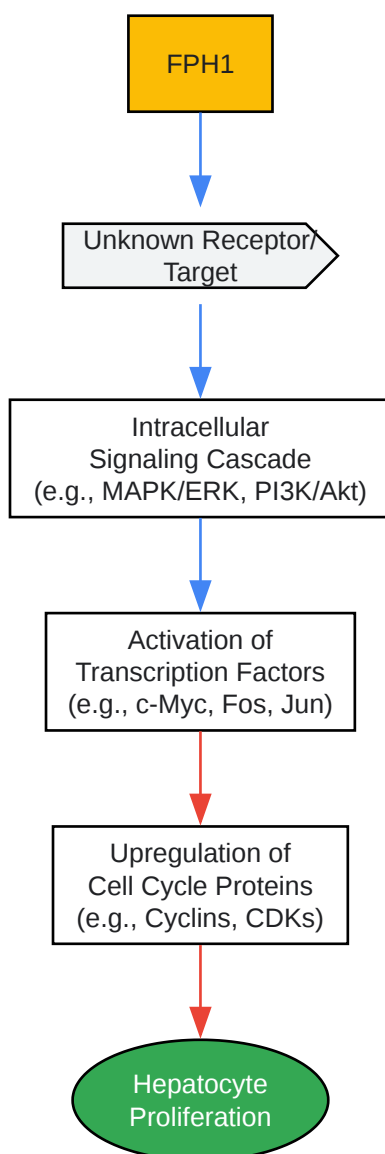 FPH1
Unknown Receptor/
Target
Intracellular
Signaling Cascade
(e.g., MAPK/ERK, PI3K/Akt)
Activation of
Transcription Factors
(e.g., c-Myc, Fos, Jun)
Upregulation of
Cell Cycle Proteins
(e.g., Cyclins, CDKs)
Hepatocyte
Proliferation